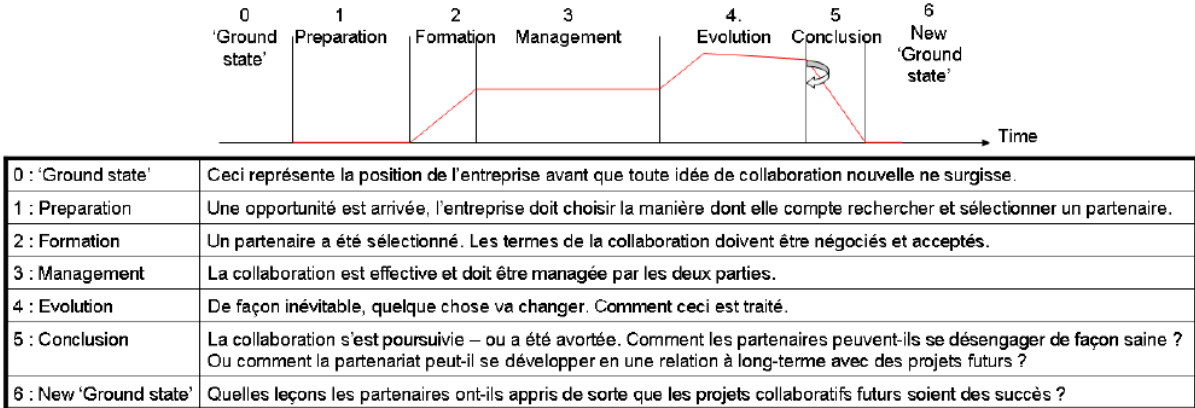 0 1 2 3 4. 5 6
'Ground state' Preparation Formation Management Evolution Conclusion New 'Ground state'
Time
0 : 'Ground state' Ceci représente la position de l'entreprise avant que toute idée de collaboration nouvelle ne surgisse.
1 : Preparation Une opportunité est arrivée, l'entreprise doit choisir la manière dont elle compte rechercher et sélectionner un partenaire.
2 : Formation Un partenaire a été sélectionné. Les termes de la collaboration doivent être négociés et acceptés.
3 : Management La collaboration est effective et doit être managée par les deux parties.
4 : Evolution De façon inévitable, quelque chose va changer. Comment ceci est traité.
5 : Conclusion La collaboration s'est poursuivie – ou a été avortée. Comment les partenaires peuvent-ils se désengager de façon saine ?
Ou comment la partenariat peut-il se développer en une relation à long-terme avec des projets futurs ?
6 : New 'Ground state' Quelles leçons les partenaires ont-ils appris de sorte que les projets collaboratifs futurs soient des succès ?